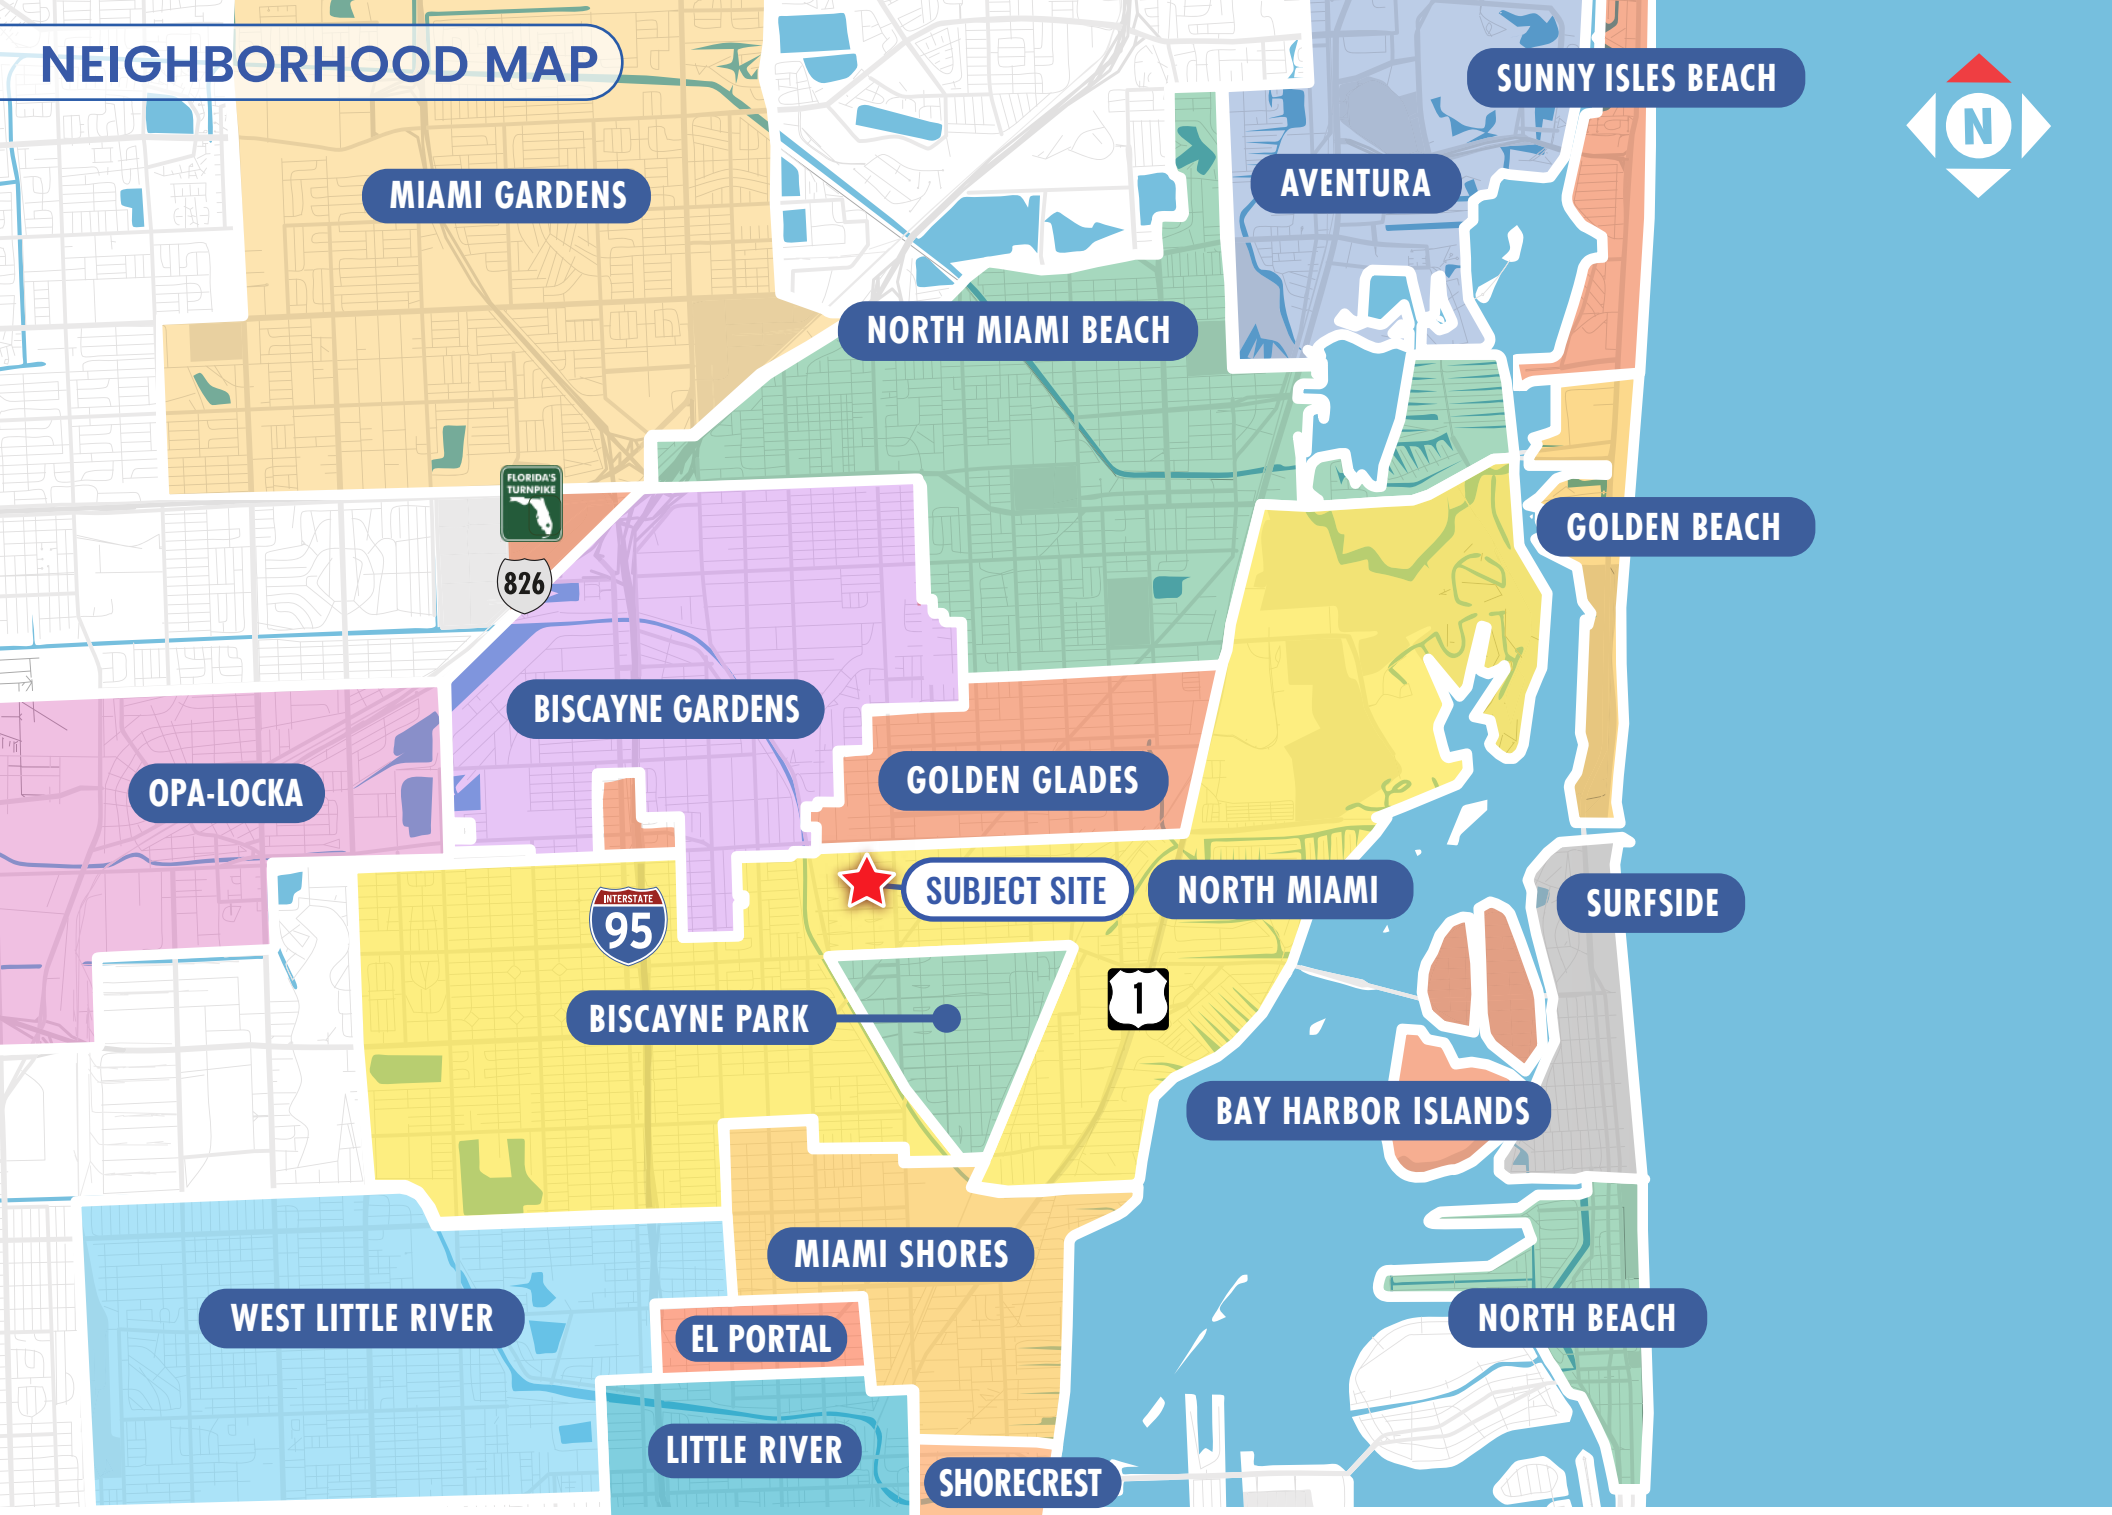 NEIGHBORHOOD MAP
SUNNY ISLES BEACH
N
MIAMI GARDENS
AVENTURA
NORTH MIAMI BEACH
FLORIDA'S
TURNPIKE
GOLDEN BEACH
826
BISCAYNE GARDENS
OPA-LOCKA
GOLDEN GLADES
SUBJECT SITE
NORTH MIAMI
INTERSTATE
95
SURFSIDE
BISCAYNE PARK
1
BAY HARBOR ISLANDS
MIAMI SHORES
WEST LITTLE RIVER
EL PORTAL
NORTH BEACH
LITTLE RIVER
SHORECREST